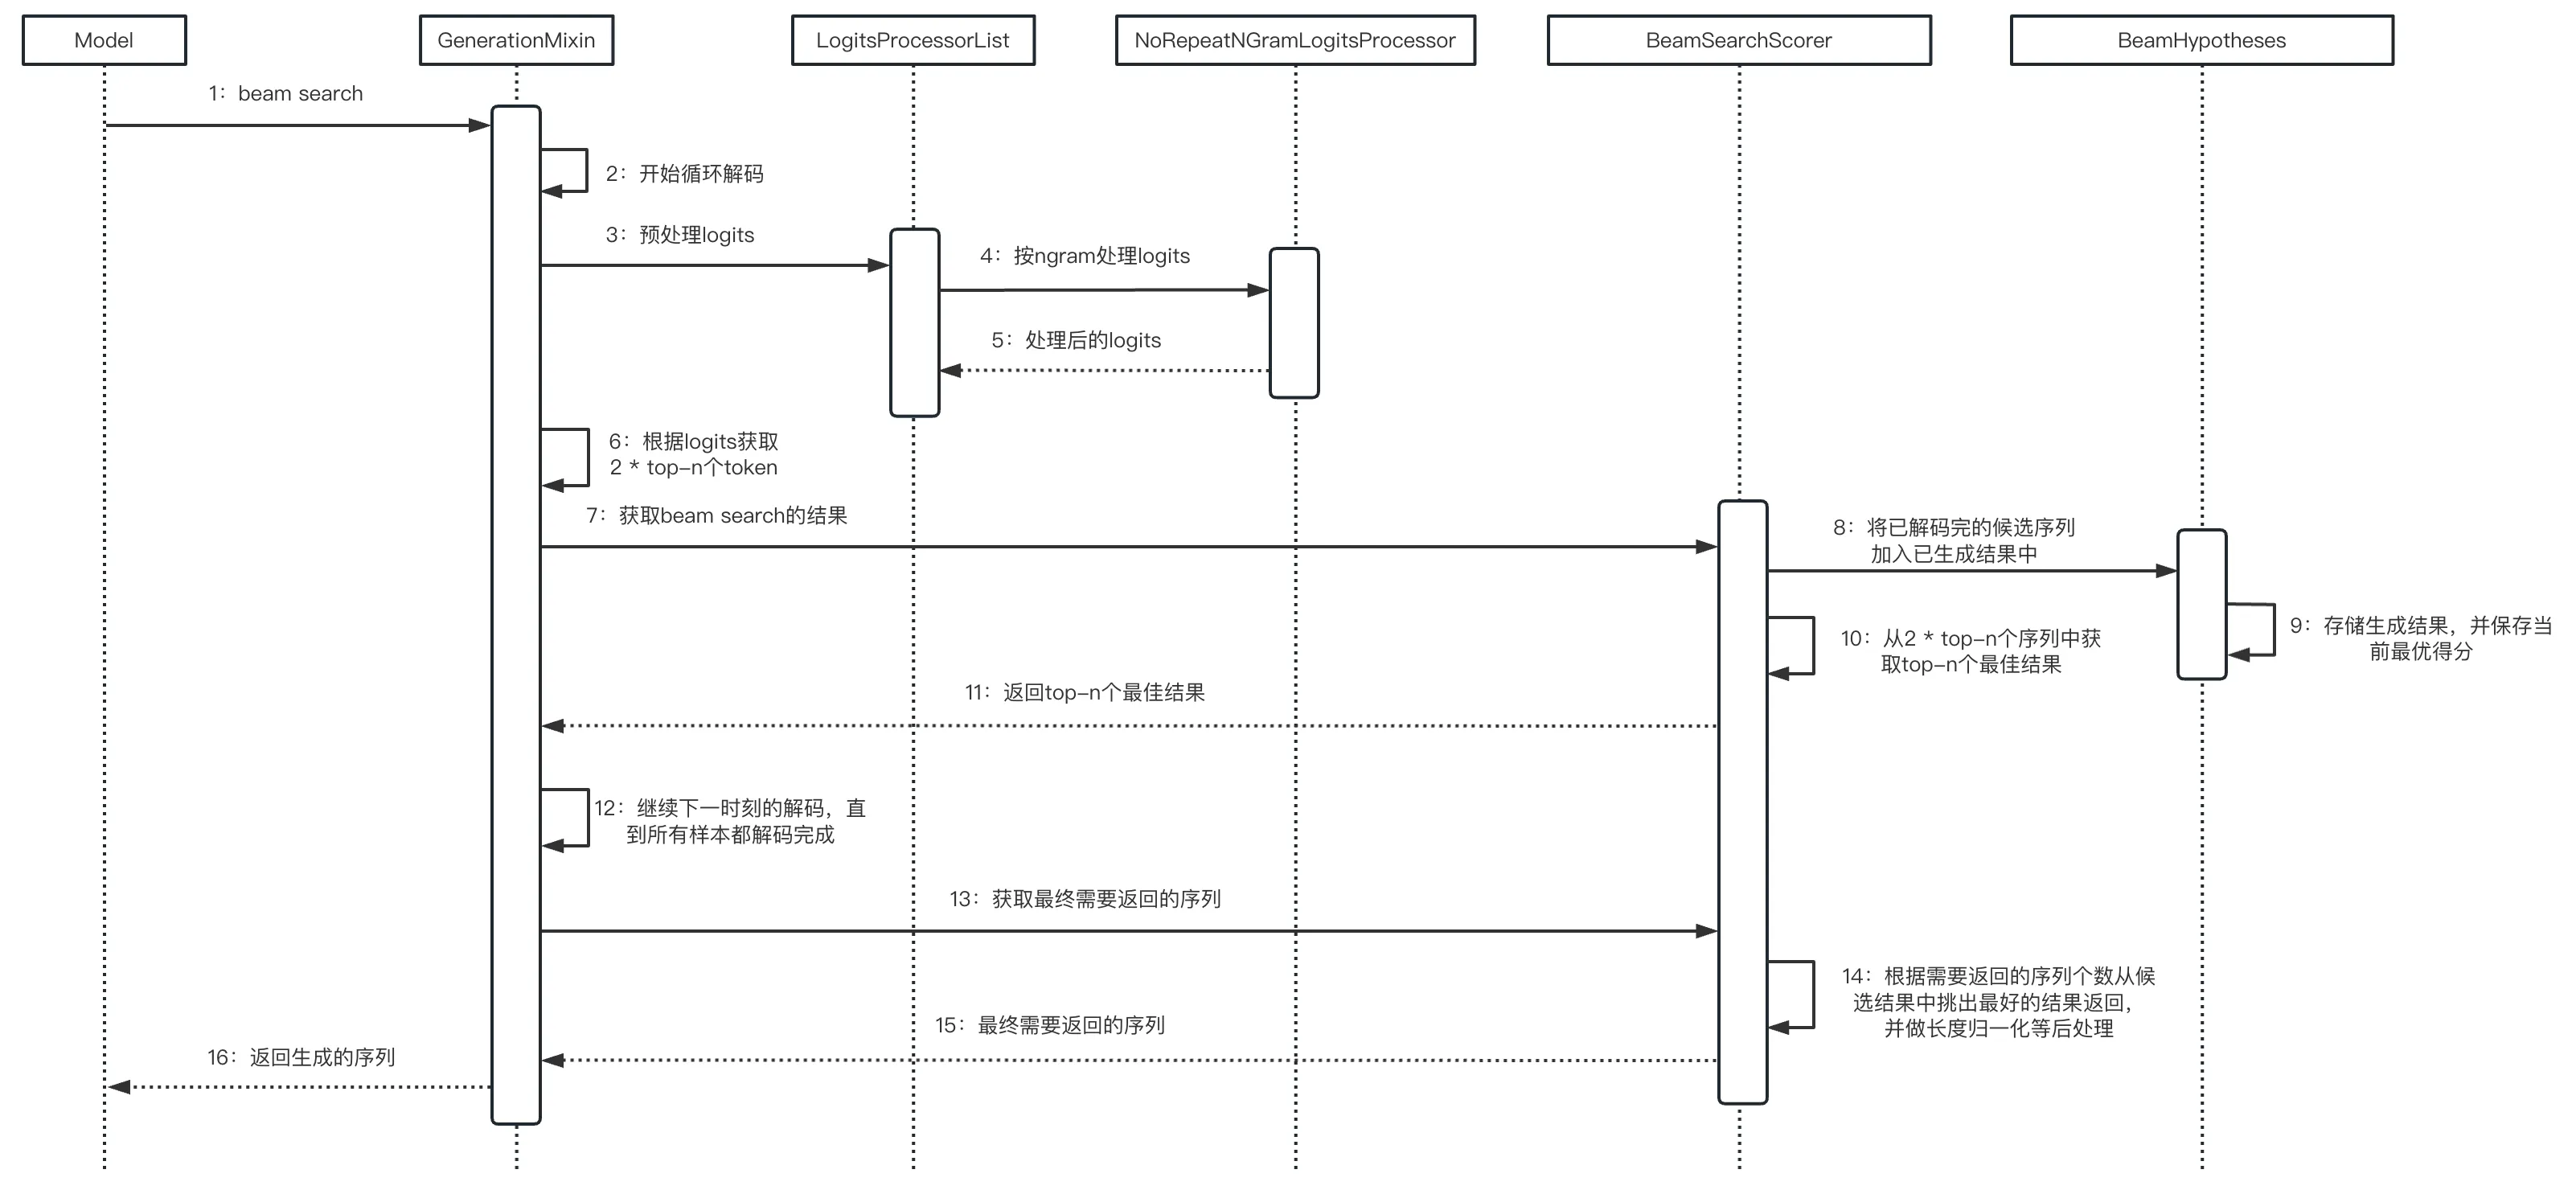 Model
GenerationMixin
LogitsProcessorList
NoRepeatNGramLogitsProcessor
BeamSearchScorer
BeamHypotheses
1：beam search
2：开始循环解码
3：预处理logits
4：按ngram处理logits
5：处理后的logits
6：根据logits获取
2 * top-n个token
7：获取beam search的结果
8：将已解码完的候选序列
加入已生成结果中
9：存储生成结果，并保存当
前最优得分
10：从2 * top-n个序列中获
取top-n个最佳结果
11：返回top-n个最佳结果
12：继续下一时刻的解码，直
到所有样本都解码完成
13：获取最终需要返回的序列
14：根据需要返回的序列个数从候
选结果中挑出最好的结果返回，
并做长度归一化等后处理
15：最终需要返回的序列
16：返回生成的序列